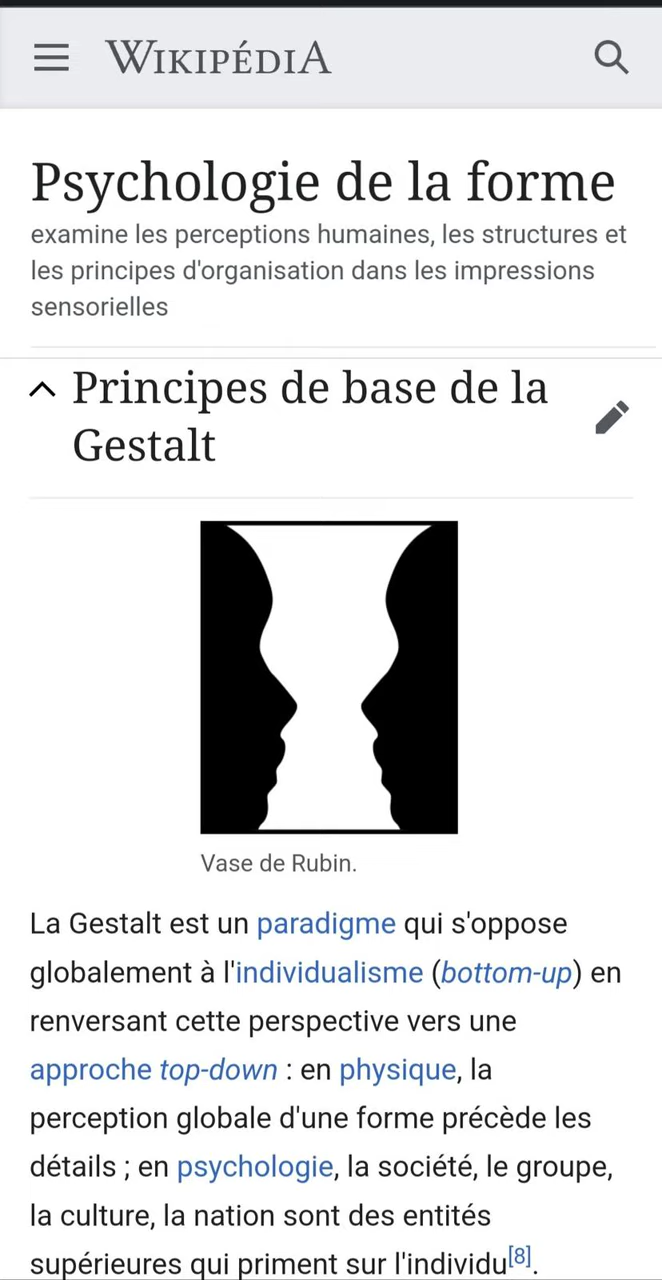 WIKIPÉDIA
Psychologie de la forme
examine les perceptions humaines, les structures et
les principes d'organisation dans les impressions
sensorielles
Principes de base de la
Gestalt
Vase de Rubin.
La Gestalt est un paradigme qui s'oppose
globalement à l'individualisme (bottom-up) en
renversant cette perspective vers une
approche top-down : en physique, la
perception globale d'une forme précède les
détails ; en psychologie, la société, le groupe,
la culture, la nation sont des entités
supérieures qui priment sur l'individu[8].